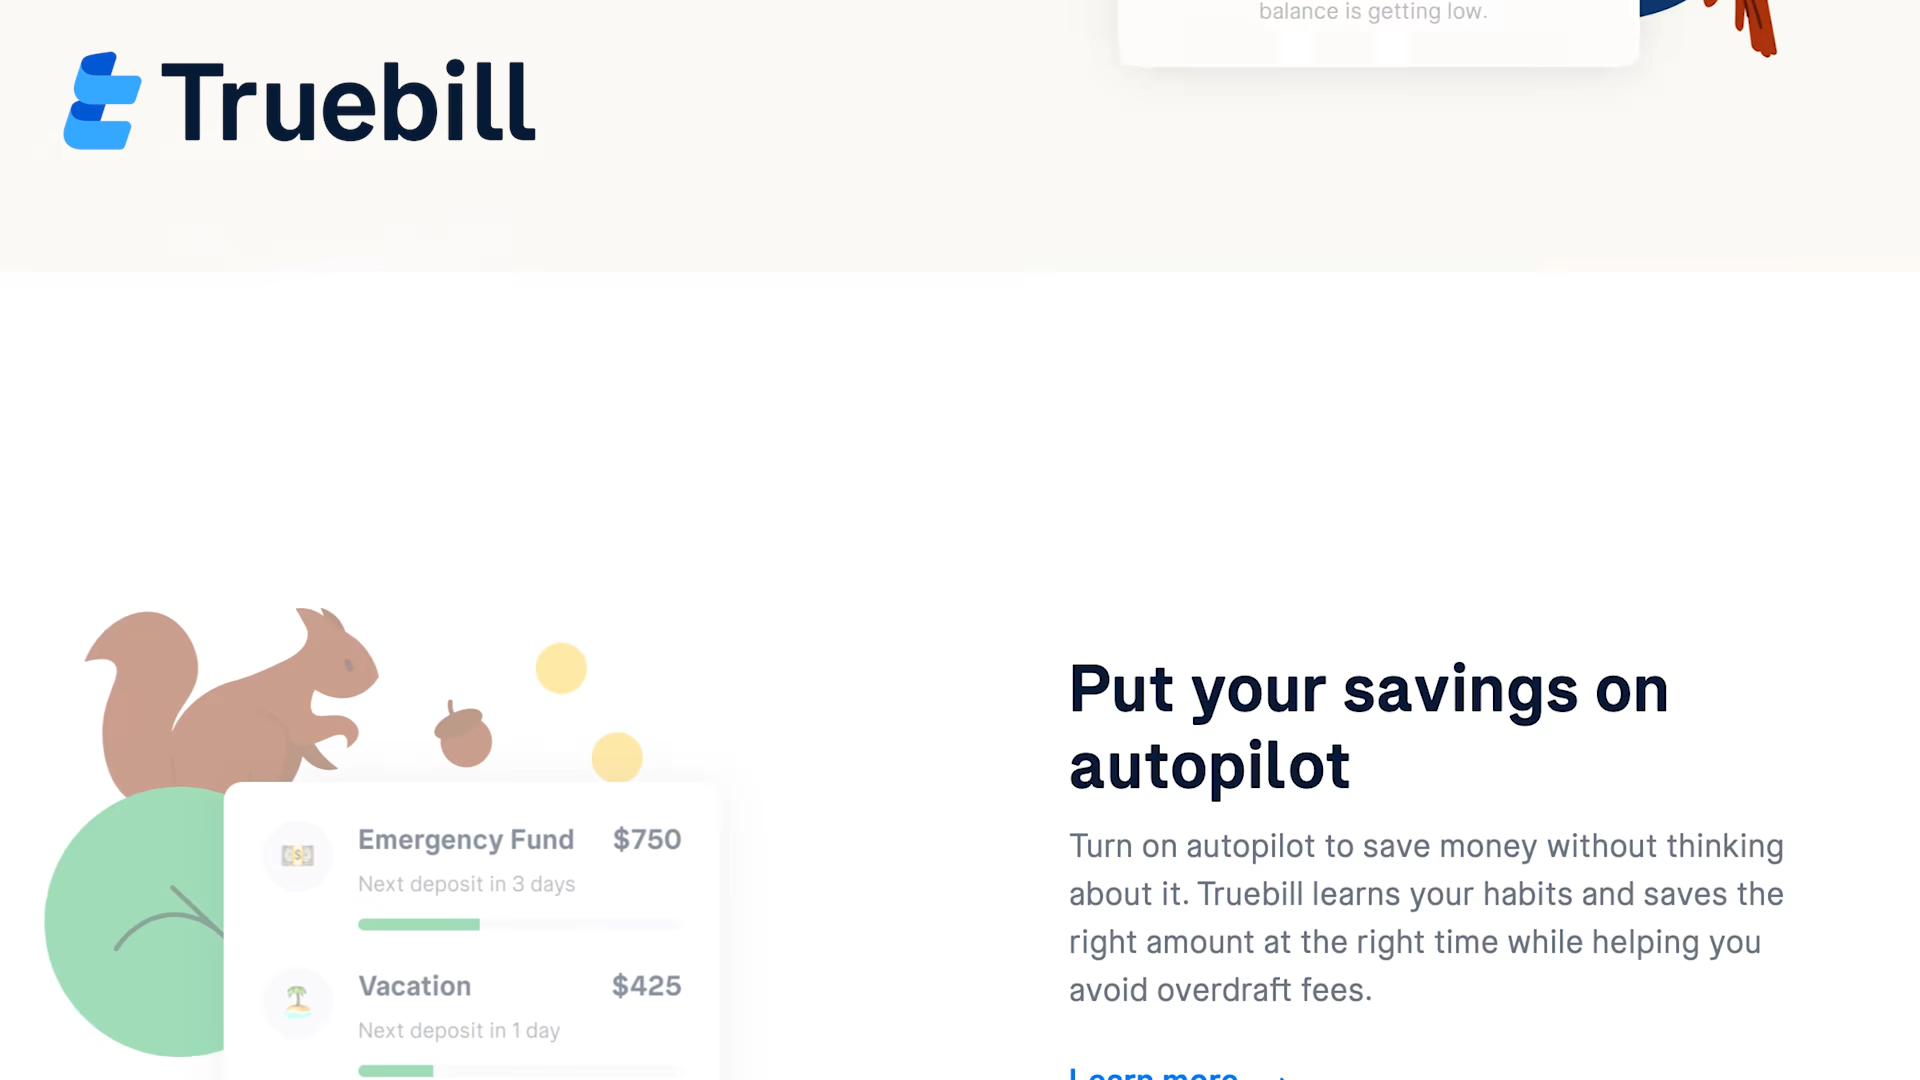 balance is getting low.
Truebill
Put your savings on
autopilot
Turn on autopilot to save money without thinking
about it. Truebill learns your habits and saves the
right amount at the right time while helping you
avoid overdraft fees.
Learn more
Emergency Fund $750
Next deposit in 3 days
Vacation $425
Next deposit in 1 day